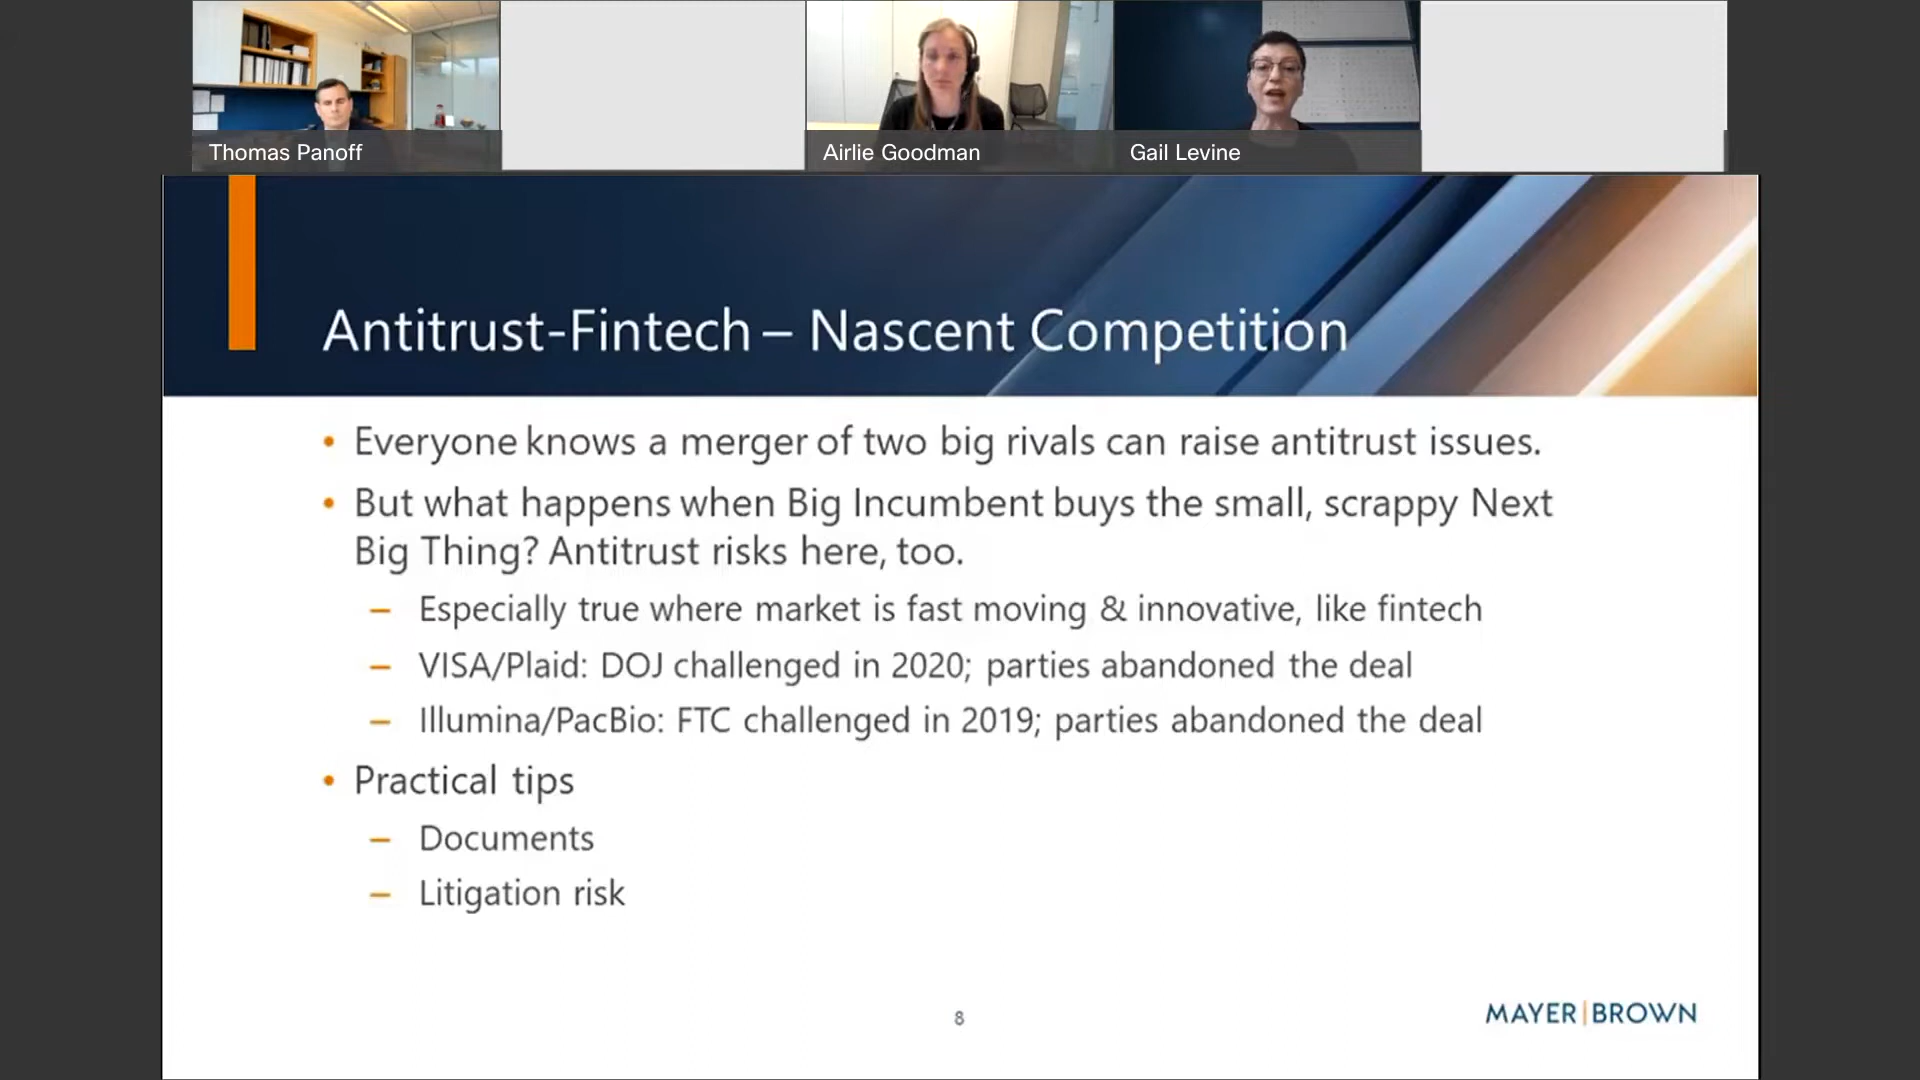 Thomas Panoff
Airlie Goodman
Gail Levine
Antitrust-Fintech – Nascent Competition
• Everyone knows a merger of two big rivals can raise antitrust issues.
• But what happens when Big Incumbent buys the small, scrappy Next
Big Thing? Antitrust risks here, too.
– Especially true where market is fast moving & innovative, like fintech
– VISA/Plaid: DOJ challenged in 2020; parties abandoned the deal
– Illumina/PacBio: FTC challenged in 2019; parties abandoned the deal
• Practical tips
– Documents
– Litigation risk
8
MAYER|BROWN